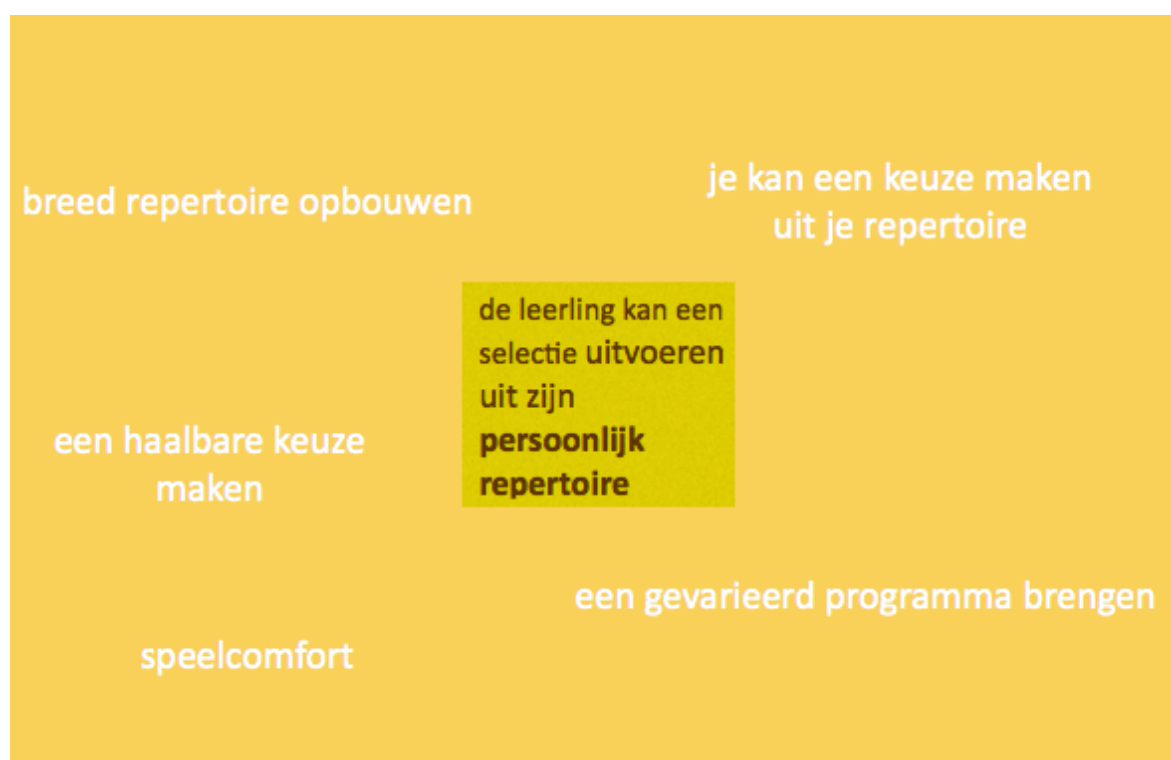 breed repertoire opbouwen
je kan een keuze maken
uit je repertoire
de leerling kan een
selectie uitvoeren
uit zijn
persoonlijk
repertoire
een haalbare keuze
maken
een gevarieerd programma brengen
speelcomfort